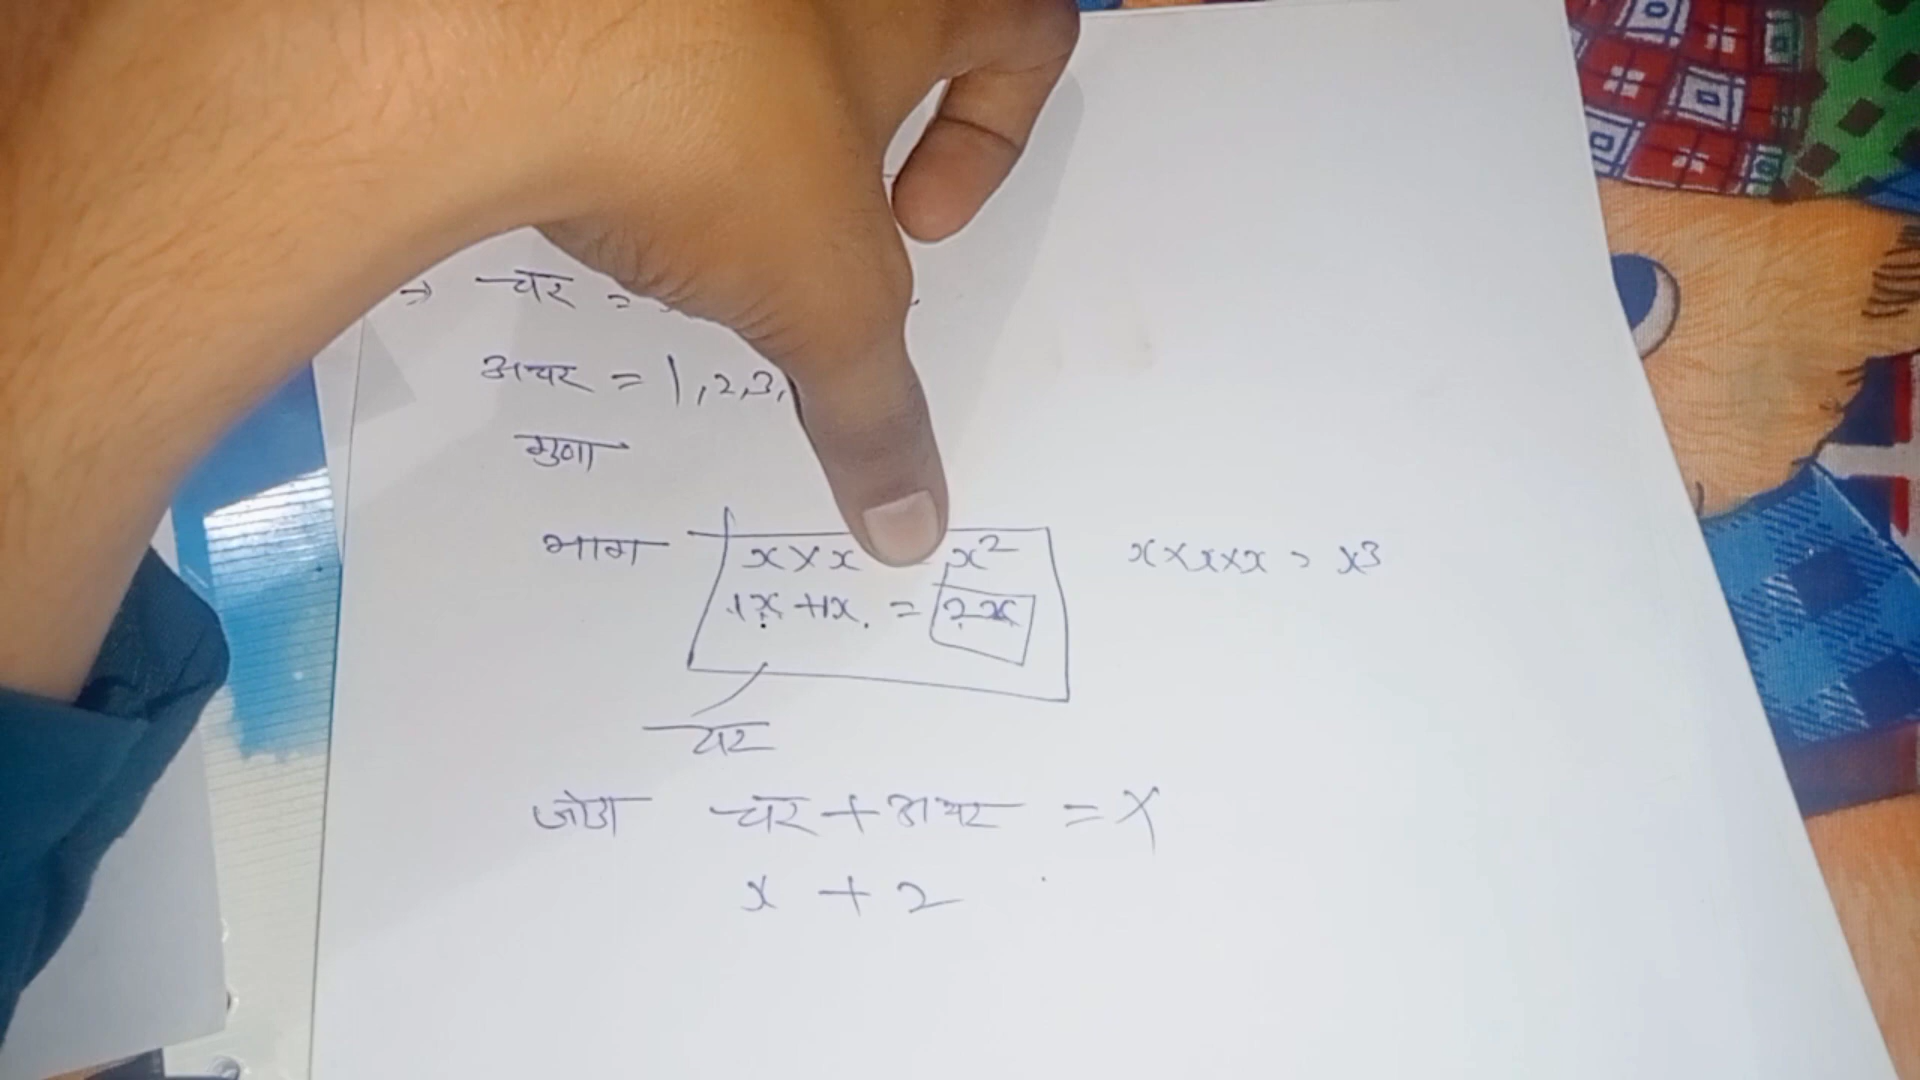 → चर =
अचर = 1,2,3,
गुणा
भाग x×x x² x×x×x = x3
1x+1x. = 2x
चर
जोडा चर+अचर = X
x + 2